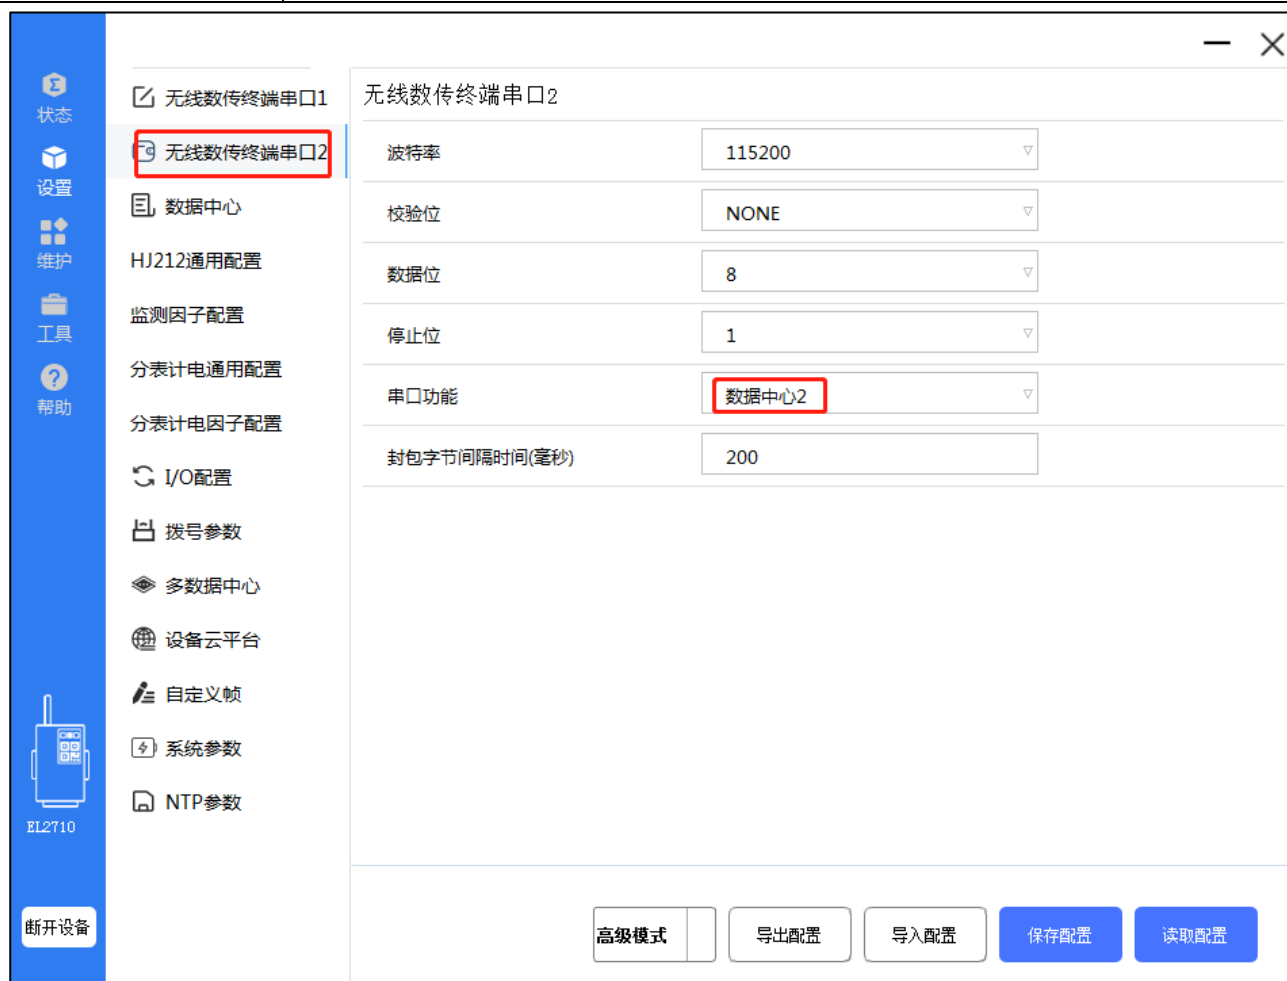 状态
设置
维护
工具
帮助
EL2710
断开设备
无线数传终端串口1
无线数传终端串口2
数据中心
HJ212通用配置
监测因子配置
分表计电通用配置
分表计电因子配置
I/O配置
拨号参数
多数据中心
设备云平台
自定义帧
系统参数
NTP参数
无线数传终端串口2
波特率 115200
校验位 NONE
数据位 8
停止位 1
串口功能 数据中心2
封包字节间隔时间(毫秒) 200
高级模式 导出配置 导入配置 保存配置 读取配置